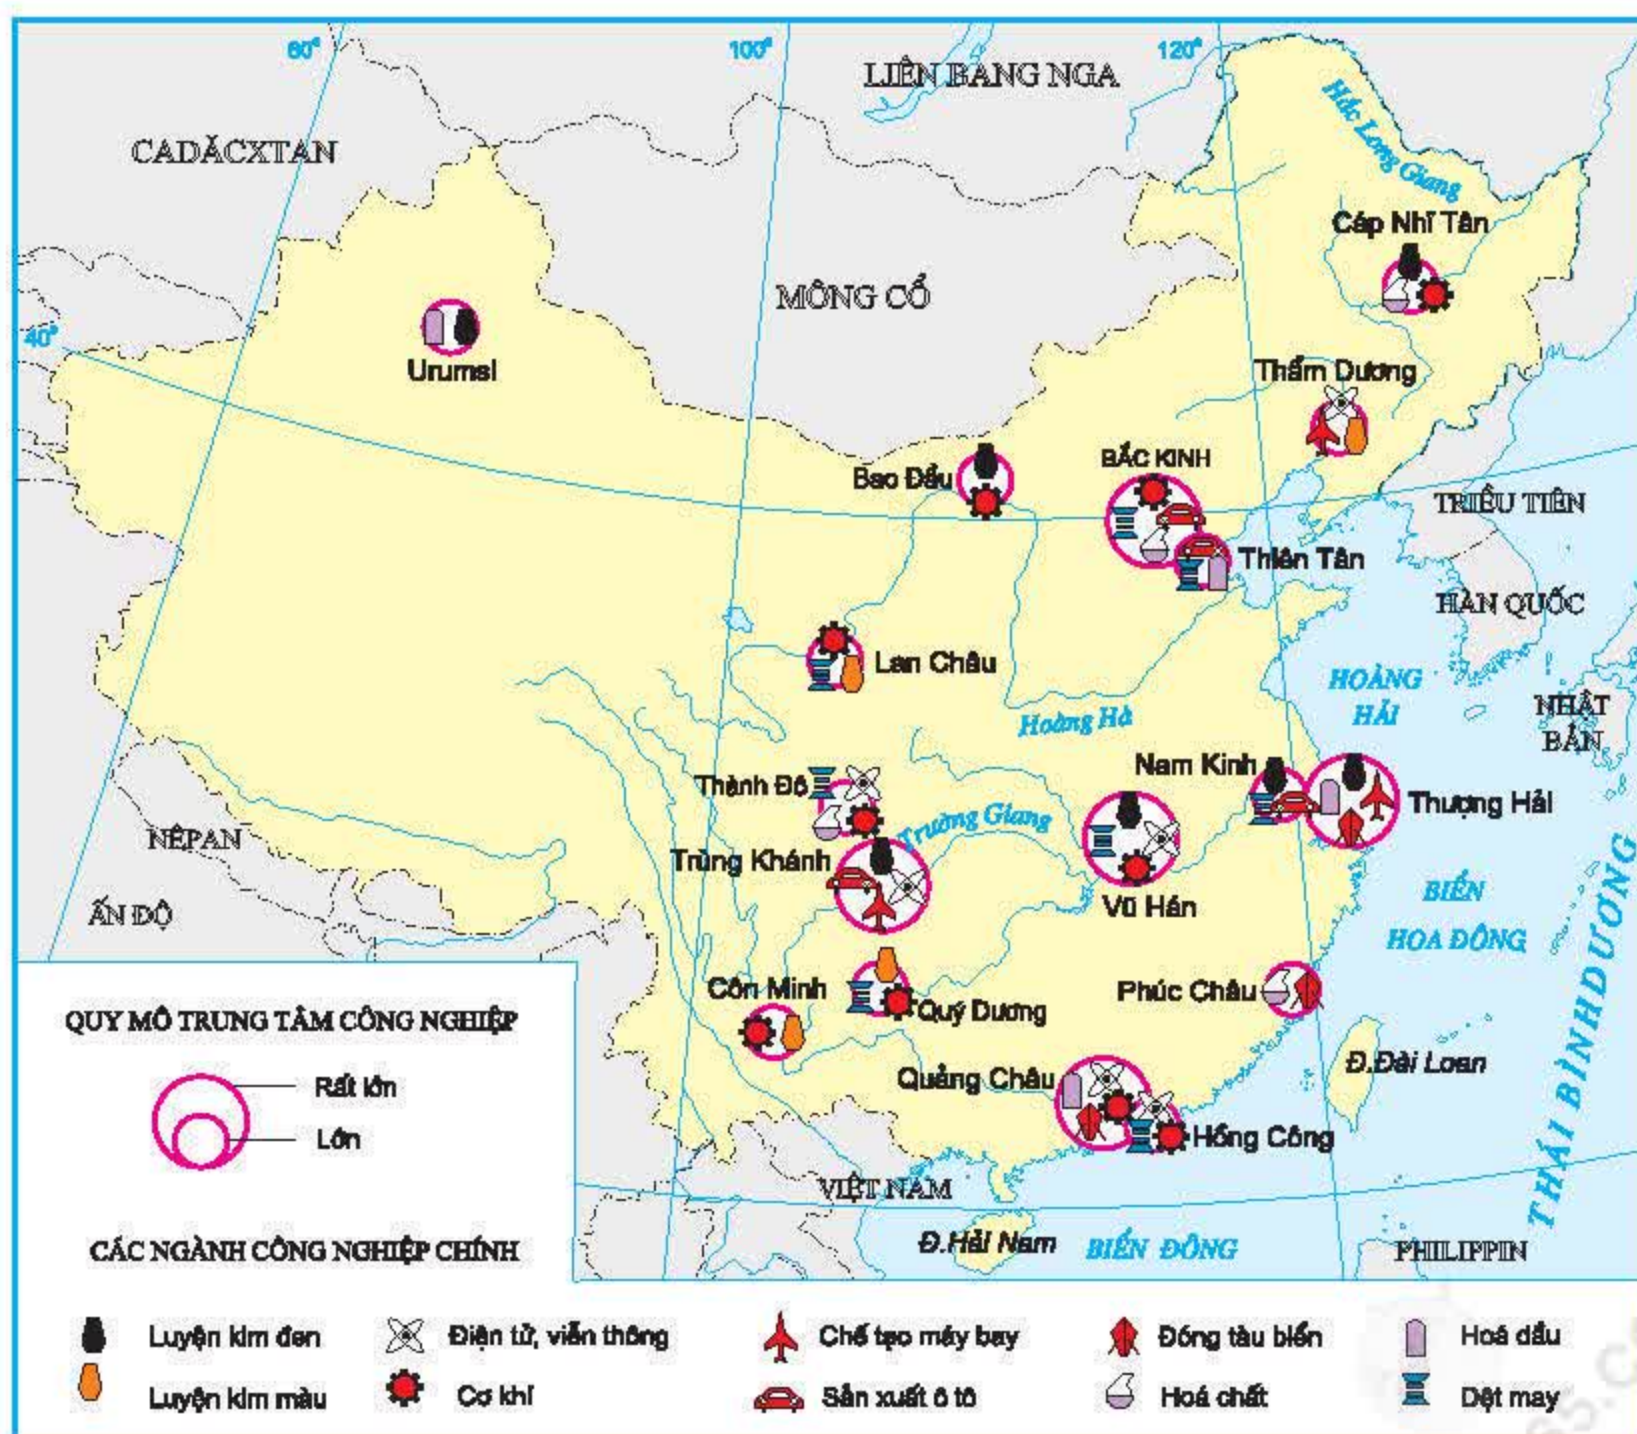 80°
100°
120°
LIÊN BANG NGA
CADĂCXTAN
Hắc Long Giang
Cáp Nhĩ Tân
MÔNG CỔ
40°
Urumsi
Thẩm Dương
Bao Đầu
BẮC KINH
TRIỀU TIÊN
Thiên Tân
HÀN QUỐC
Lan Châu
HOÀNG
HẢI
NHẬT
BẢN
Hoàng Hà
Nam Kinh
Thành Đô
Thượng Hải
Trường Giang
NÊPAN
Trùng Khánh
BIỂN
HOA ĐÔNG
ẤN ĐỘ
Vũ Hán
THÁI BÌNH DƯƠNG
Côn Minh
Quý Dương
Phúc Châu
Quảng Châu
Đ.Đài Loan
Hồng Công
VIỆT NAM
Đ.Hải Nam
BIỂN ĐÔNG
PHILIPPIN
QUY MÔ TRUNG TÂM CÔNG NGHIỆP
Rất lớn
Lớn
CÁC NGÀNH CÔNG NGHIỆP CHÍNH
Luyện kim đen
Điện tử, viễn thông
Chế tạo máy bay
Đóng tàu biển
Hoá dầu
Luyện kim màu
Cơ khí
Sản xuất ô tô
Hoá chất
Dệt may